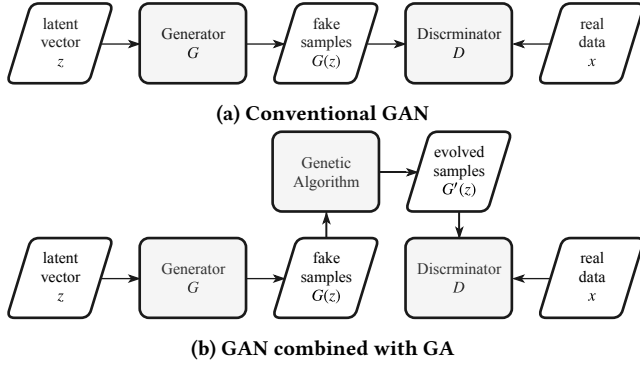 latent
vector
z
Generator
G
fake
samples
G(z)
Discrminator
D
real
data
x
(a) Conventional GAN
Genetic
Algorithm
evolved
samples
G′(z)
latent
vector
z
Generator
G
fake
samples
G(z)
Discrminator
D
real
data
x
(b) GAN combined with GA